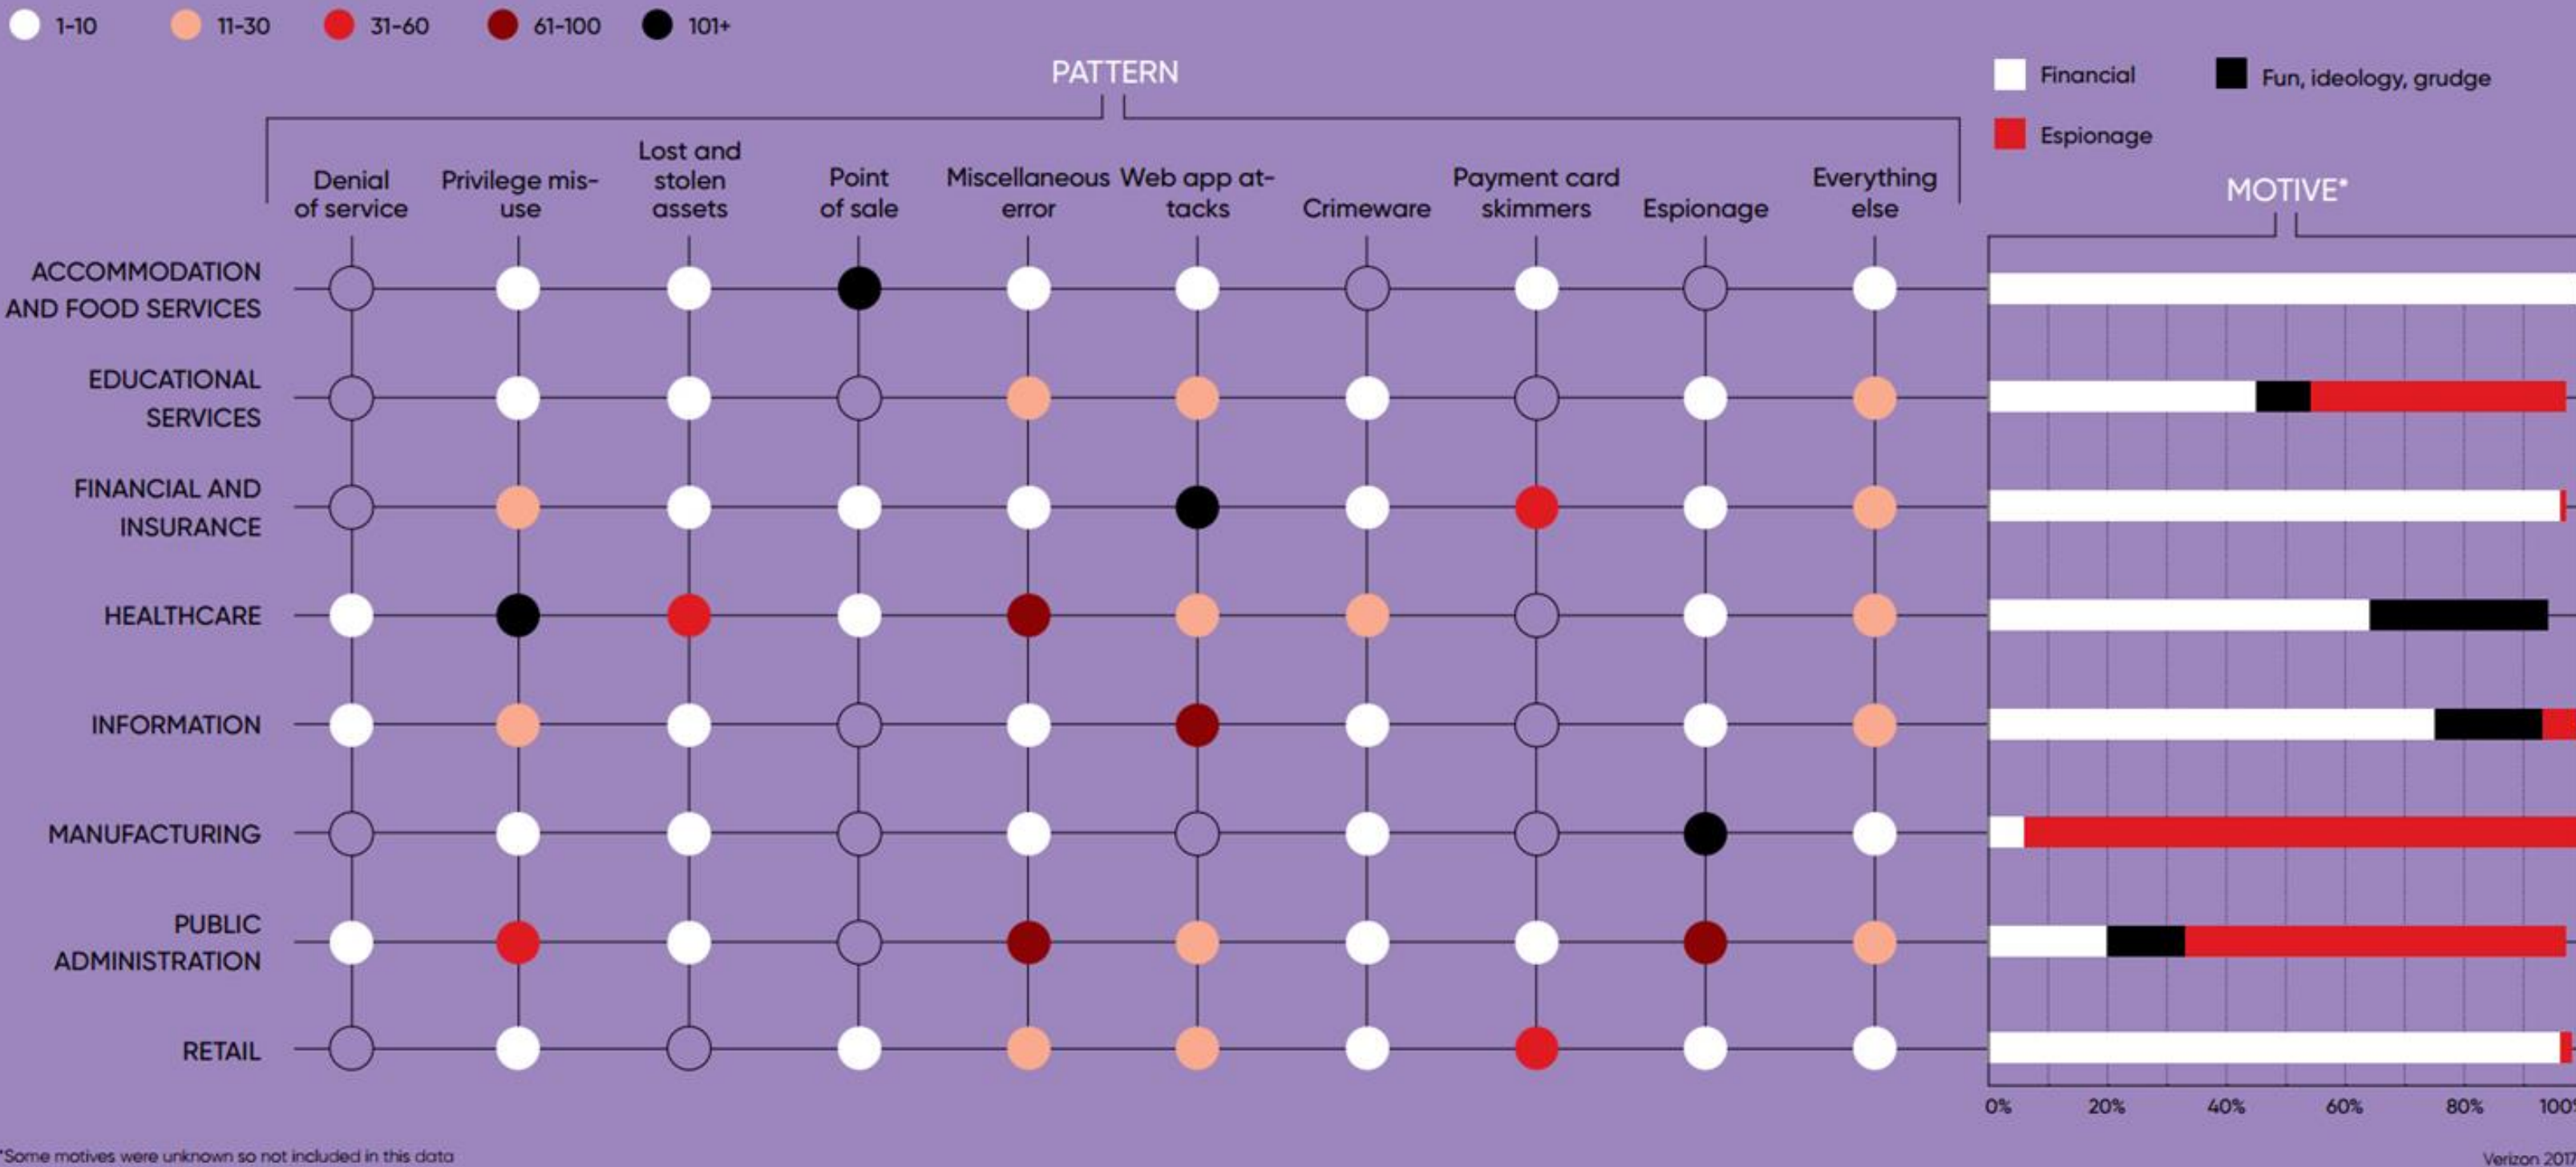 1-10 11-30 31-60 61-100 101+
PATTERN
Financial Fun, ideology, grudge
Espionage
MOTIVE*
Denial
of service
Privilege mis-
use
Lost and
stolen
assets
Point
of sale
Miscellaneous
error
Web app at-
tacks
Crimeware
Payment card
skimmers
Espionage
Everything
else
ACCOMMODATION
AND FOOD SERVICES
EDUCATIONAL
SERVICES
FINANCIAL AND
INSURANCE
HEALTHCARE
INFORMATION
MANUFACTURING
PUBLIC
ADMINISTRATION
RETAIL
0% 20% 40% 60% 80% 100%
*Some motives were unknown so not included in this data
Verizon 2017